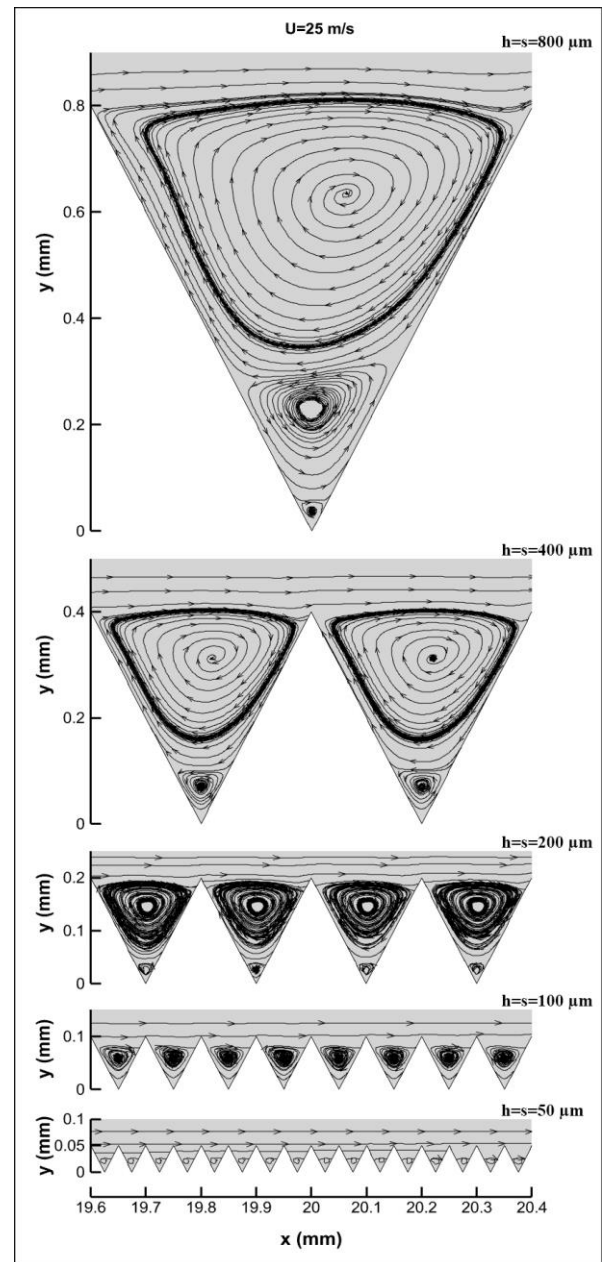 U=25 m/s
h=s=800 µm
0.8
0.6
y (mm)
0.4
0.2
0
h=s=400 µm
0.4
y (mm)
0.2
0
h=s=200 µm
0.2
y (mm)
0.1
0
h=s=100 µm
0.1
y (mm)
0
h=s=50 µm
0.1
y (mm)
0.05
0
19.6 19.7 19.8 19.9 20 20.1 20.2 20.3 20.4
x (mm)